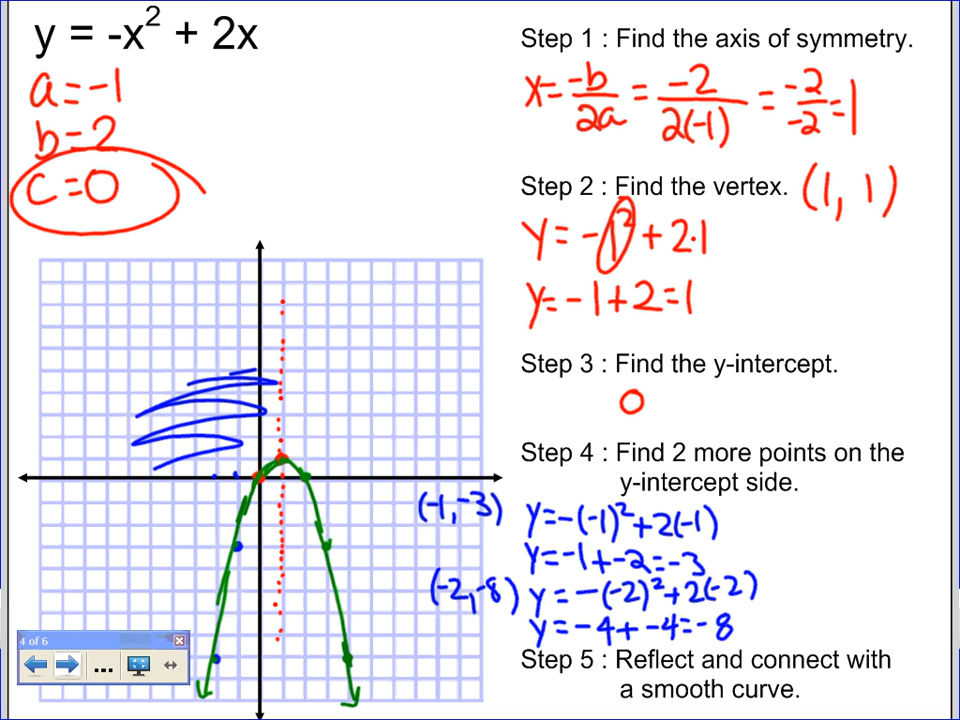 y = -x² + 2x
a = -1
b = 2
c = 0
Step 1 : Find the axis of symmetry.
x = -b/2a = -2/2(-1) = -2/-2 = 1
Step 2 : Find the vertex. (1, 1)
y = -1² + 2·1
y = -1 + 2 = 1
Step 3 : Find the y-intercept.
0
Step 4 : Find 2 more points on the
y-intercept side.
(-1, -3) y = -(-1)² + 2(-1)
y = -1 + -2 = -3
(-2, -8) y = -(-2)² + 2(-2)
y = -4 + -4 = -8
Step 5 : Reflect and connect with
a smooth curve.
4 of 6